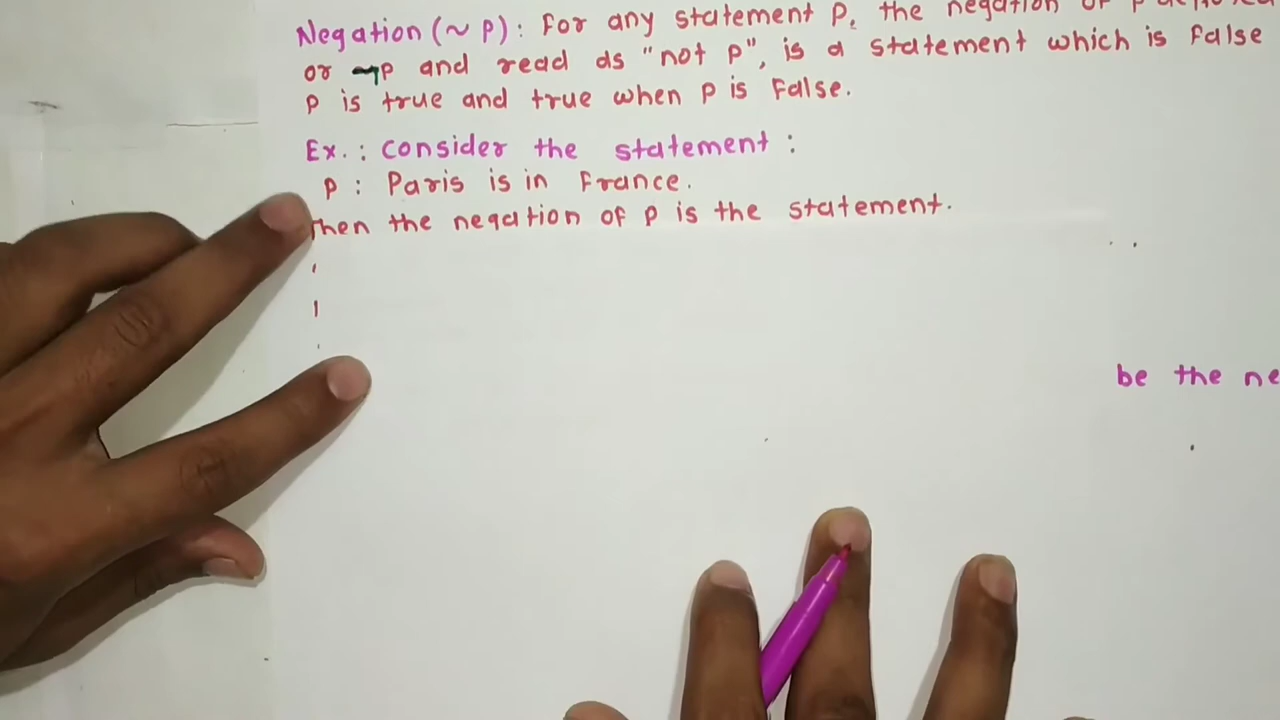 Negation (~ p) : For any statement P, the negation of P
or ¬p and read as "not p", is a statement which is False
p is true and true when p is False.
Ex. : consider the statement :
p : Paris is in France.
Then the negation of p is the statement.
be the